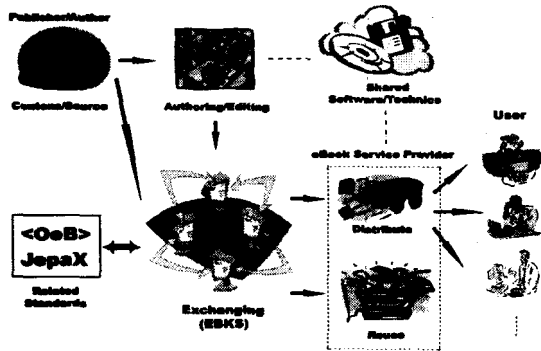 Publisher/Author
Contens/Source
Authoring/Editing
Shared
Software/Technics
User
eBook Service Provider
Distribute
<OeB>
JepaX
Related
Standards
Exchanging
(EBKS)
Reuse